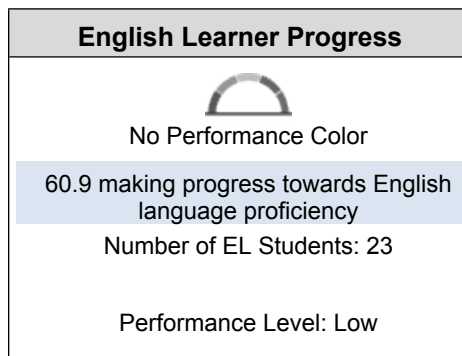 English Learner Progress
No Performance Color
60.9 making progress towards English
language proficiency
Number of EL Students: 23
Performance Level: Low